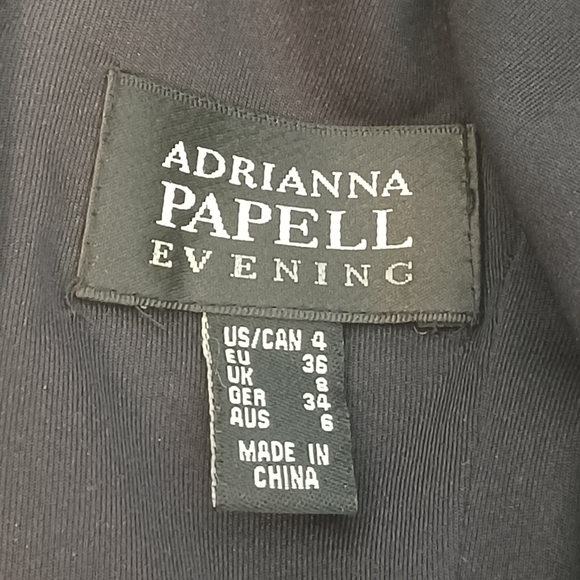 ADRIANNA
PAPELL
EVENING
US/CAN 4
EU 36
UK 8
GER 34
AUS 6
MADE IN
CHINA